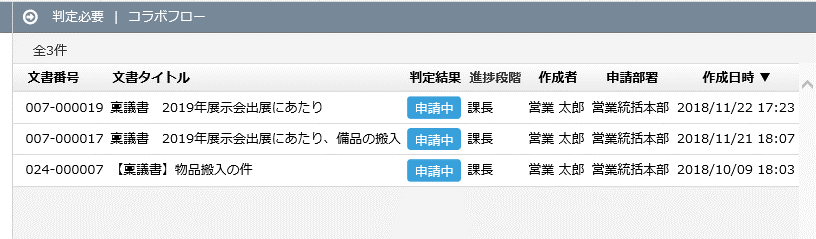 判定必要 | コラボフロー
全3件
文書番号 文書タイトル 判定結果 進捗段階 作成者 申請部署 作成日時 ▼
007-000019 稟議書 2019年展示会出展にあたり 申請中 課長 営業 太郎 営業統括本部 2018/11/22 17:23
007-000017 稟議書 2019年展示会出展にあたり、備品の搬入 申請中 課長 営業 太郎 営業統括本部 2018/11/21 18:07
024-000007 【稟議書】物品搬入の件 申請中 課長 営業 太郎 営業統括本部 2018/10/09 18:03